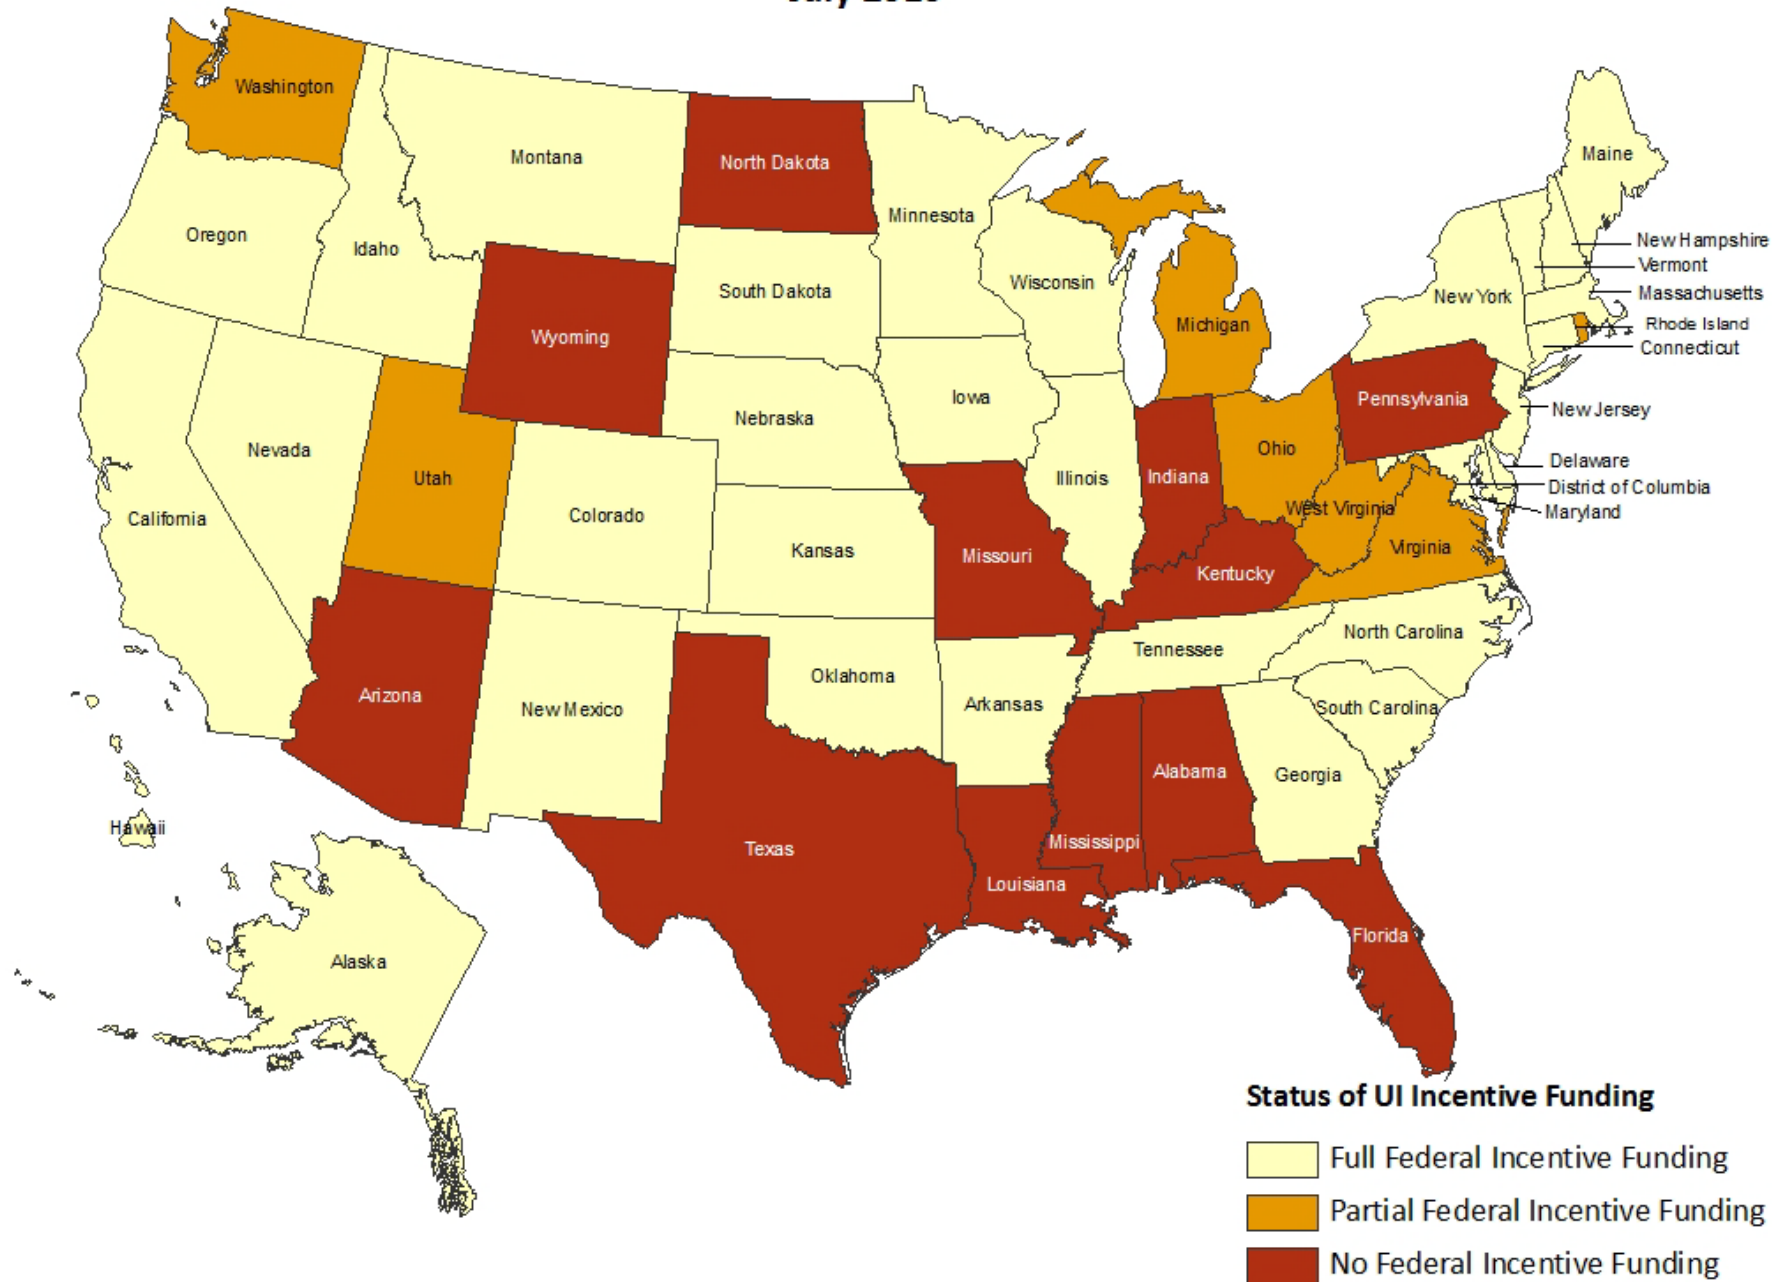 Washington
Montana
North Dakota
Minnesota
Maine
Oregon
Idaho
New Hampshire
Vermont
South Dakota
Wisconsin
New York
Massachusetts
Michigan
Rhode Island
Wyoming
Connecticut
Iowa
Pennsylvania
Nebraska
New Jersey
Nevada
Ohio
Utah
Illinois
Indiana
Delaware
District of Columbia
West Virginia
Maryland
California
Colorado
Kansas
Missouri
Virginia
Kentucky
North Carolina
Tennessee
Oklahoma
Arizona
New Mexico
Arkansas
South Carolina
Alabama
Georgia
Hawaii
Texas
Mississippi
Louisiana
Florida
Alaska
Status of UI Incentive Funding
Full Federal Incentive Funding
Partial Federal Incentive Funding
No Federal Incentive Funding